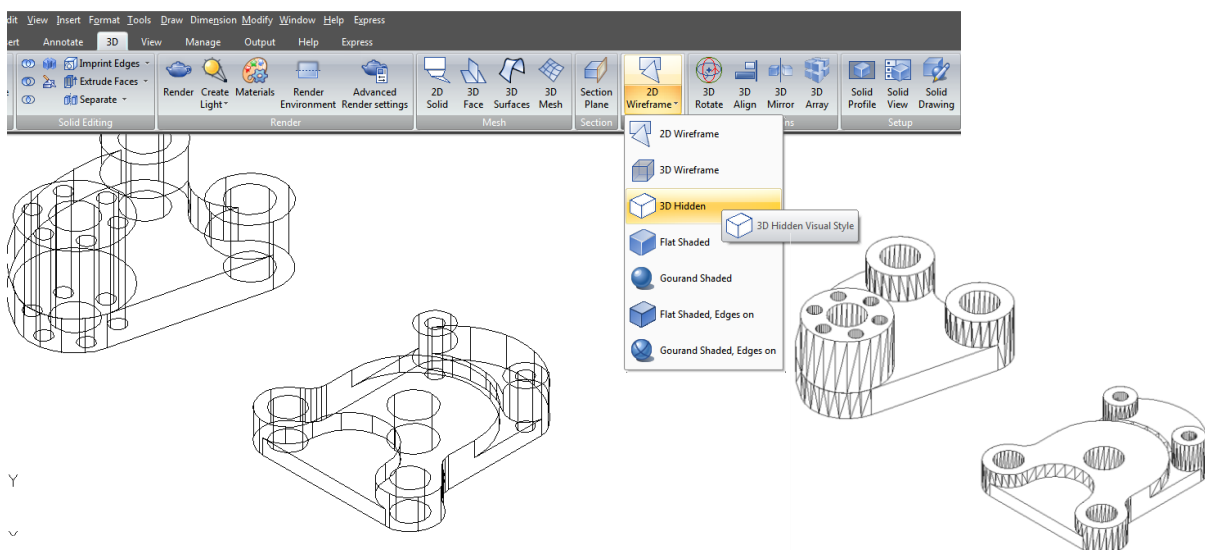 dit View Insert Format Tools Draw Dimension Modify Window Help Express
ert Annotate 3D View Manage Output Help Express
Imprint Edges
Extrude Faces
Separate
Solid Editing
Render Create Light Materials Render Environment Advanced Render settings
Render
2D Solid 3D Face 3D Surfaces 3D Mesh
Mesh
Section Plane
Section
2D Wireframe
3D Rotate 3D Align 3D Mirror 3D Array
ns
Solid Profile Solid View Solid Drawing
Setup
2D Wireframe
3D Wireframe
3D Hidden
3D Hidden Visual Style
Flat Shaded
Gourand Shaded
Flat Shaded, Edges on
Gourand Shaded, Edges on
Y